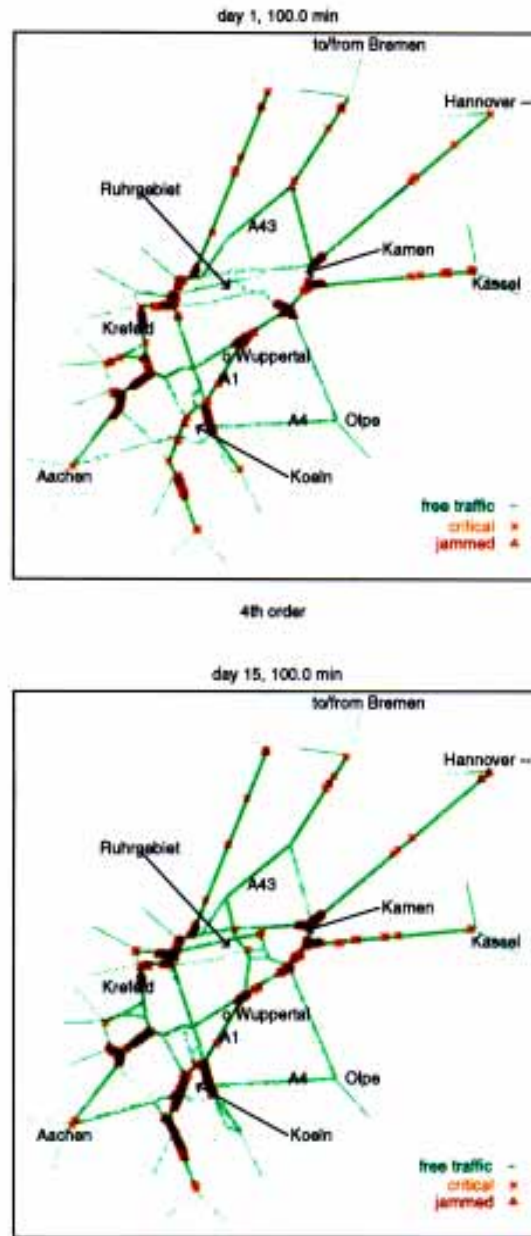 day 1, 100.0 min
to/from Bremen
Hannover --
Ruhrgebiet
A43
Kamen
Kassel
Krefeld
o Wuppertal
A1
A4
Olpe
Aachen
Koeln
free traffic
critical
jammed
4th order
day 15, 100.0 min
to/from Bremen
Hannover --
Ruhrgebiet
A43
Kamen
Kassel
Krefeld
o Wuppertal
A1
A4
Olpe
Aachen
Koeln
free traffic
critical
jammed